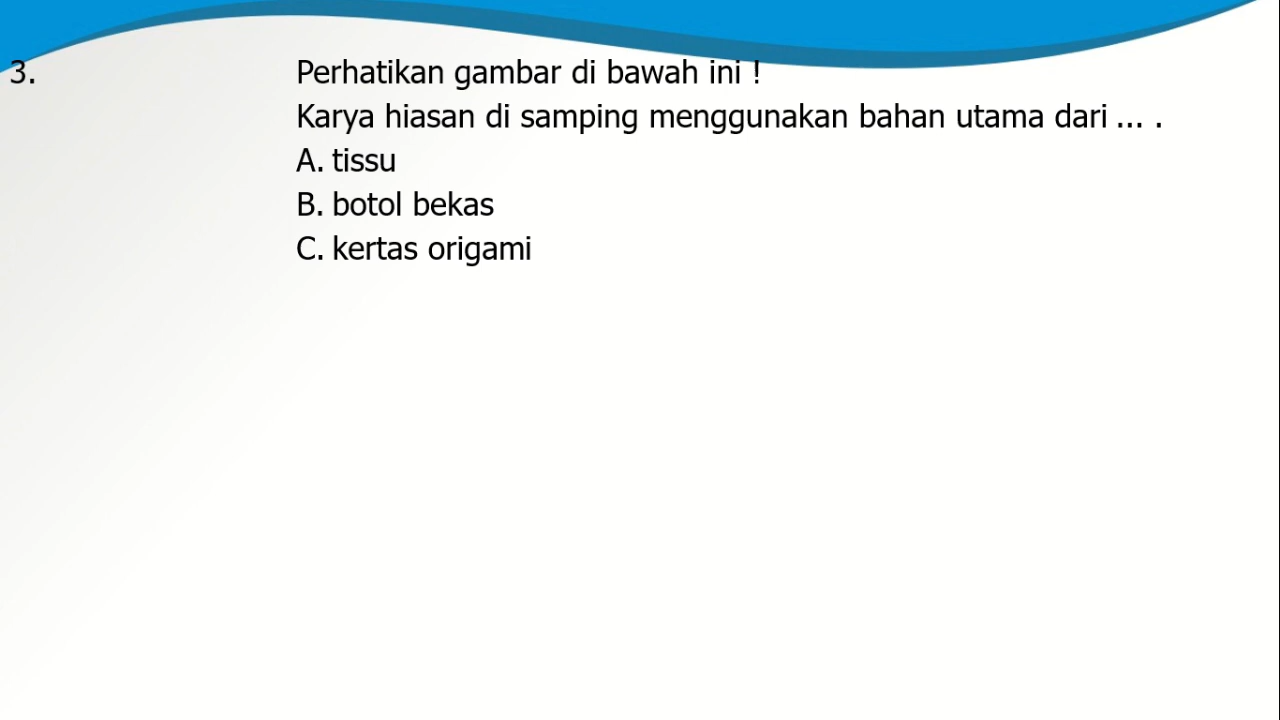 3. Perhatikan gambar di bawah ini !
Karya hiasan di samping menggunakan bahan utama dari ... .
A. tissu
B. botol bekas
C. kertas origami